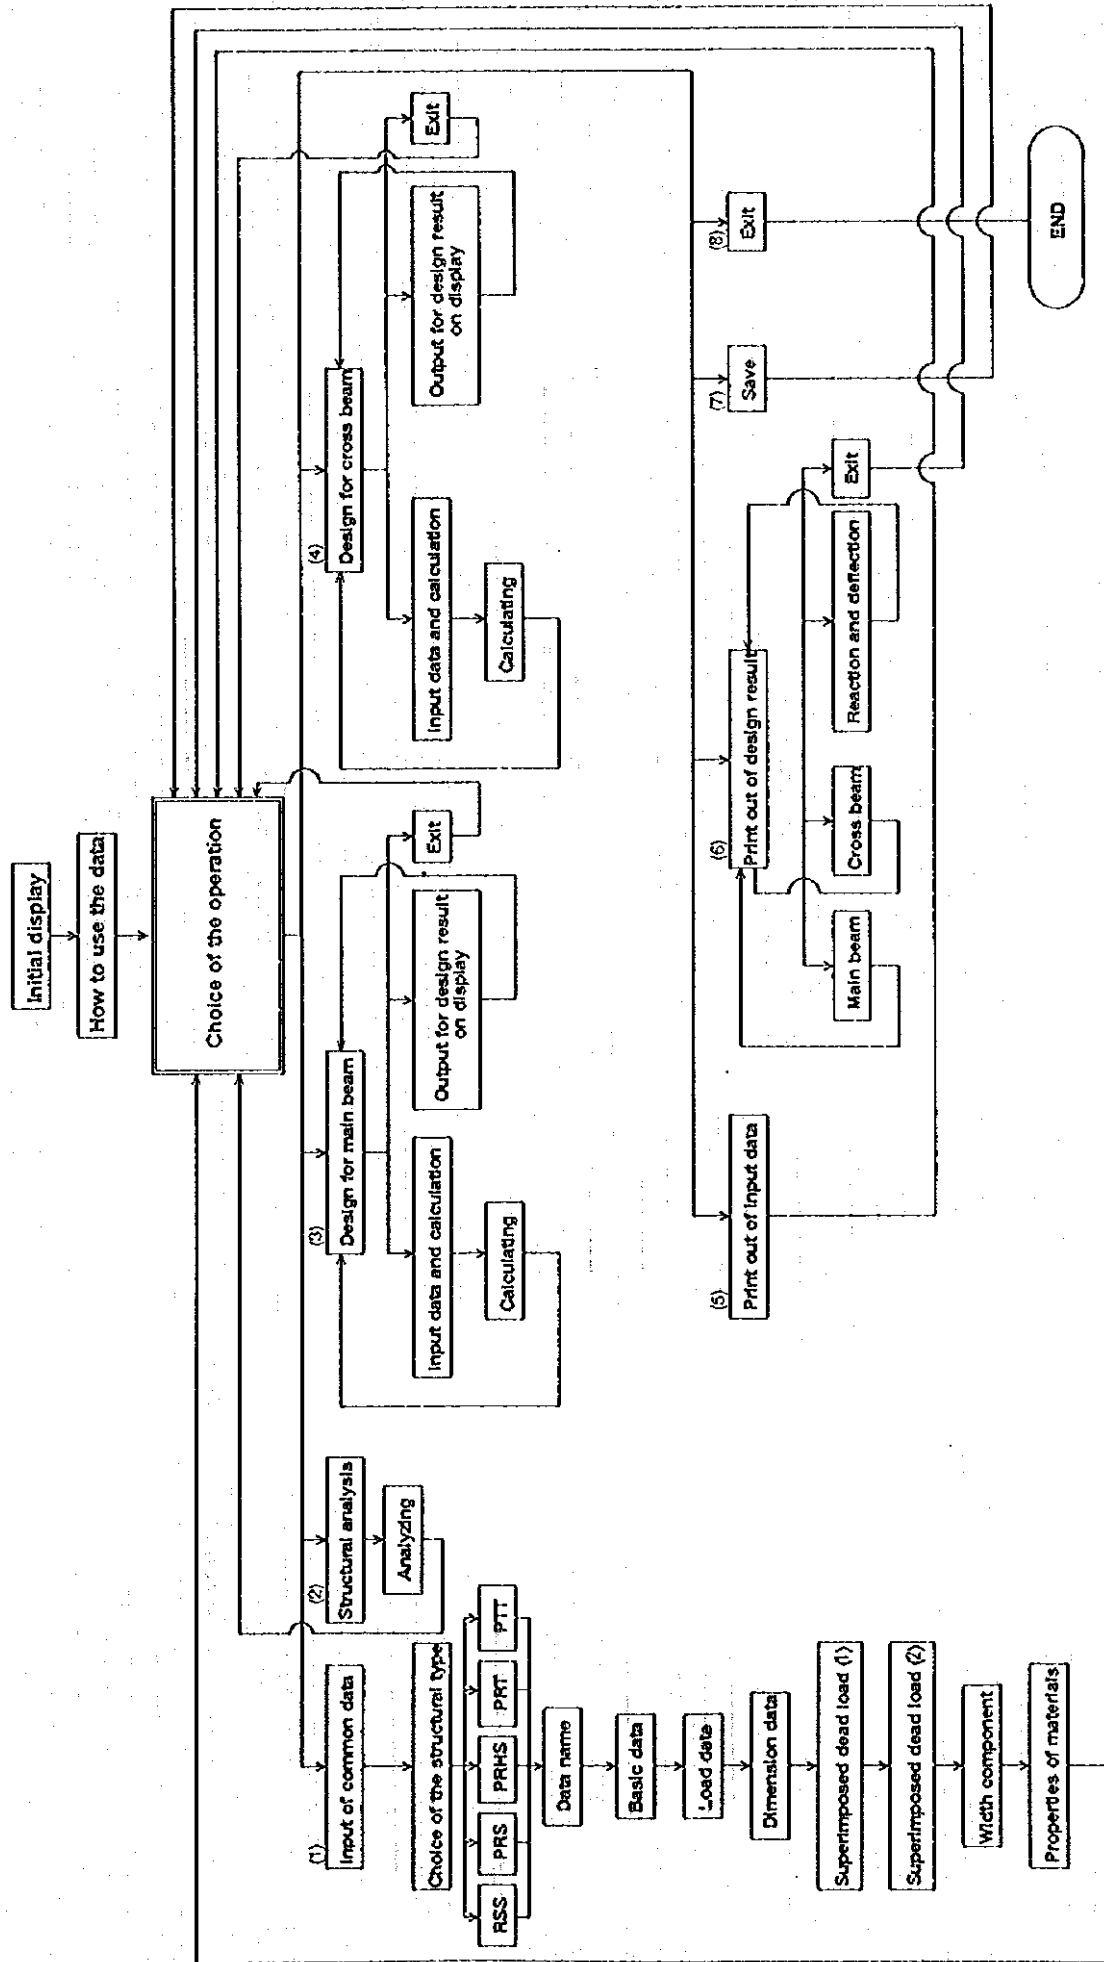 Initial display
How to use the data
Choice of the operation
(1)
Input of common data
Choice of the structural type
RSS
PRS
PRHS
PRT
PTT
Data name
Basic data
Load date
Dimension data
Superimposed dead load (1)
Superimposed dead load (2)
Width component
Properties of materials
(2)
Structural analysis
Analyzing
(3)
Design for main beam
Input data and calculation
Calculating
Output for design result
on display
Exit
(4)
Design for cross beam
Input data and calculation
Calculating
Output for design result
on display
Exit
(5)
Print out of input data
(6)
Print out of design result
Main beam
Cross beam
Reaction and deflection
Exit
(7)
Save
(8)
Exit
END